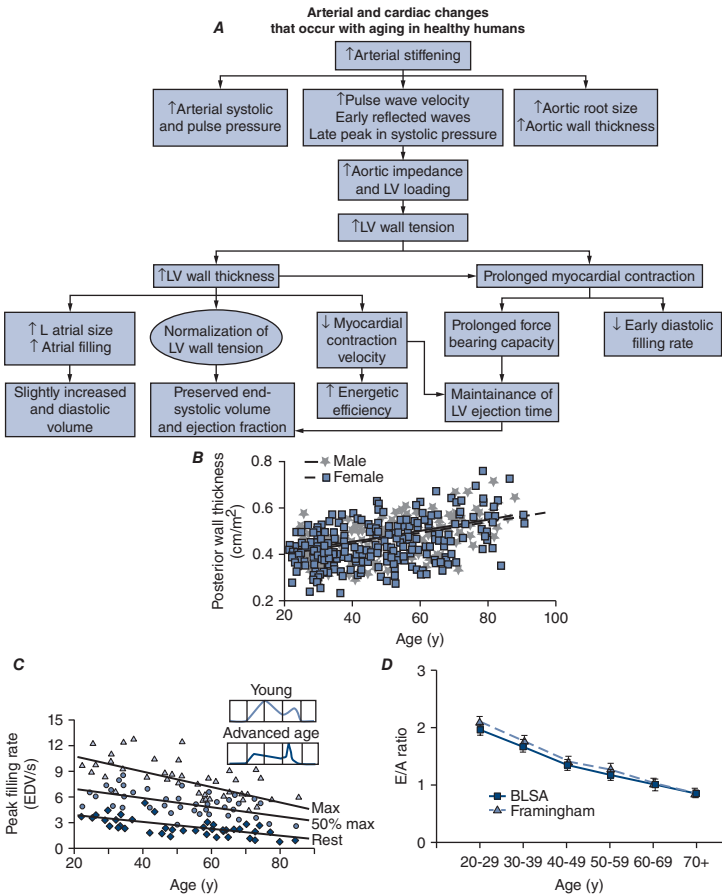 Arterial and cardiac changes
A that occur with aging in healthy humans
↑Arterial stiffening
↑Arterial systolic
and pulse pressure
↑Pulse wave velocity
Early reflected waves
Late peak in systolic pressure
↑Aortic root size
↑Aortic wall thickness
↑Aortic impedance
and LV loading
↑LV wall tension
↑LV wall thickness
Prolonged myocardial contraction
↑ L atrial size
↑ Atrial filling
Normalization of
LV wall tension
↓ Myocardial
contraction
velocity
Prolonged force
bearing capacity
↓ Early diastolic
filling rate
Slightly increased
and diastolic
volume
Preserved end-
systolic volume
and ejection fraction
↑ Energetic
efficiency
Maintainance of
LV ejection time
B
Male
Female
Posterior wall thickness
(cm/m²)
0.8
0.6
0.4
0.2
20 40 60 80 100
Age (y)
C
Young
Advanced age
Peak filling rate
(EDV/s)
15
12
9
6
3
0
Max
50% max
Rest
20 40 60 80
Age (y)
D
E/A ratio
3
2
1
0
BLSA
Framingham
20-29 30-39 40-49 50-59 60-69 70+
Age (y)